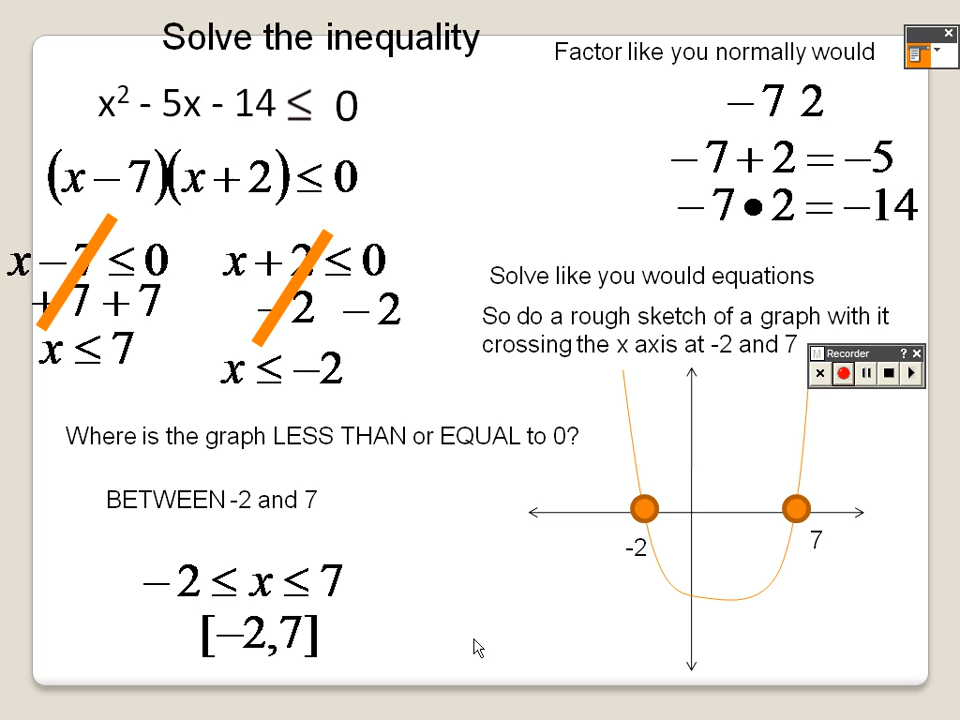 Solve the inequality
x² - 5x - 14 ≤ 0
(x − 7)(x + 2) ≤ 0
x − 7 ≤ 0
+ 7 + 7
x ≤ 7
x + 2 ≤ 0
− 2 − 2
x ≤ −2
Where is the graph LESS THAN or EQUAL to 0?
BETWEEN -2 and 7
− 2 ≤ x ≤ 7
[−2,7]
Factor like you normally would
− 7 2
− 7 + 2 = −5
− 7 • 2 = −14
Solve like you would equations
So do a rough sketch of a graph with it
crossing the x axis at -2 and 7
M Recorder ? ×
-2
7